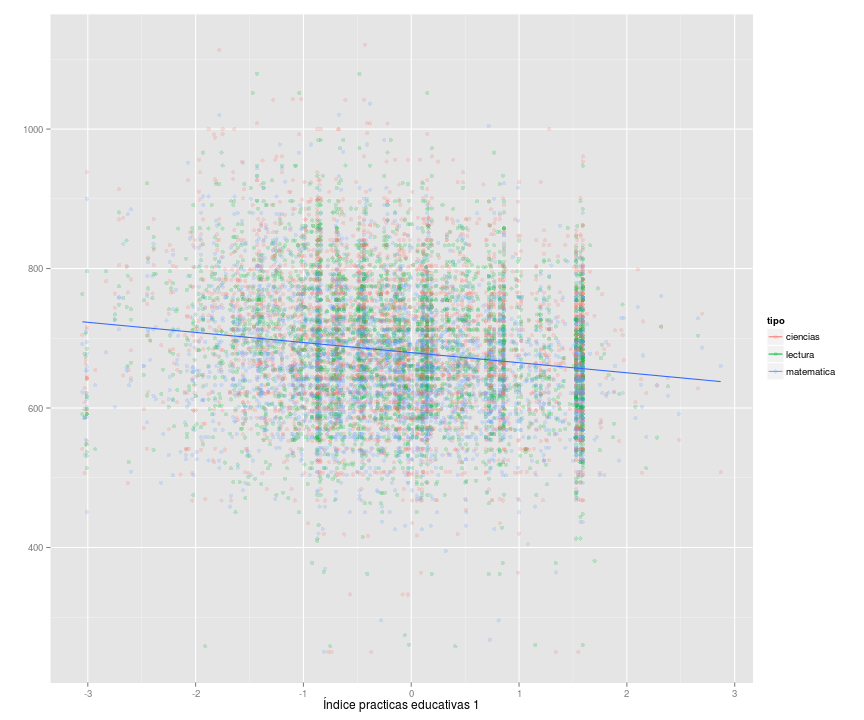 1000
800
600
400
-3
-2
-1
0
1
2
3
Índice practicas educativas 1
tipo
ciencias
lectura
matematica